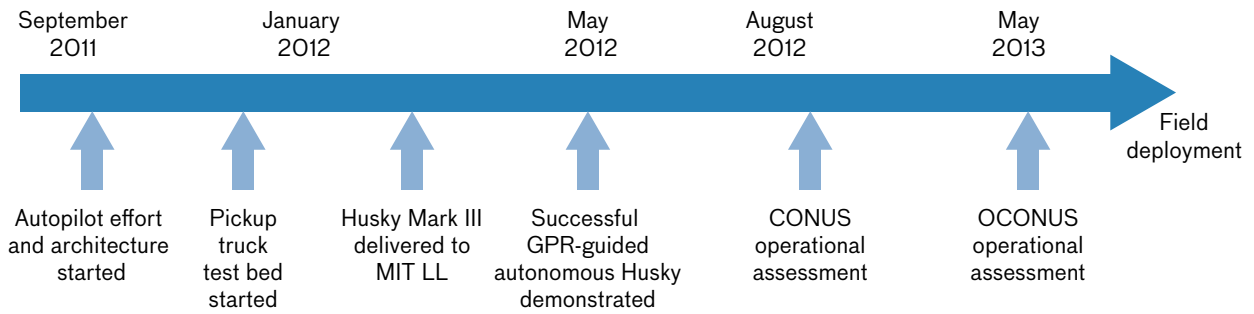 September
2011
January
2012
May
2012
August
2012
May
2013
Field
deployment
Autopilot effort
and architecture
started
Pickup
truck
test bed
started
Husky Mark III
delivered to
MIT LL
Successful
GPR-guided
autonomous Husky
demonstrated
CONUS
operational
assessment
OCONUS
operational
assessment